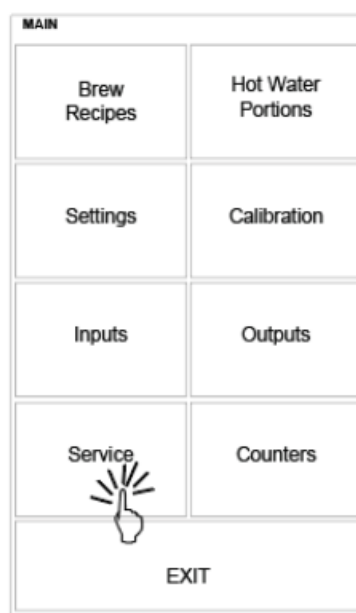 MAIN
Brew
Recipes
Hot Water
Portions
Settings
Calibration
Inputs
Outputs
Service
Counters
EXIT